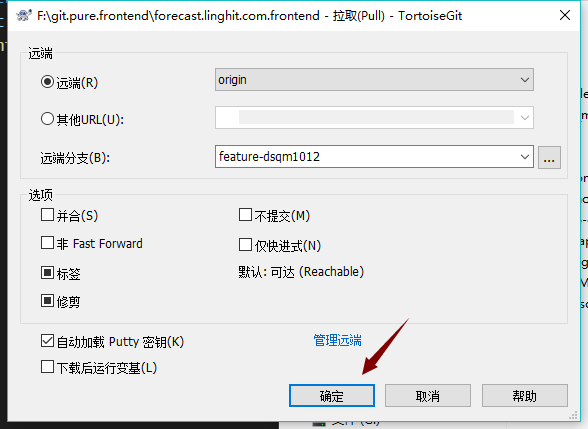 F:\git.pure.frontend\forecast.linghit.com.frontend - 拉取(Pull) - TortoiseGit
远端
远端(R)
origin
其他URL(U):
远端分支(B):
feature-dsqm1012
...
选项
并合(S)
不提交(M)
非 Fast Forward
仅快进式(N)
标签
默认: 可达 (Reachable)
修剪
自动加载 Putty 密钥(K)
管理远端
下载后运行变基(L)
确定
取消
帮助